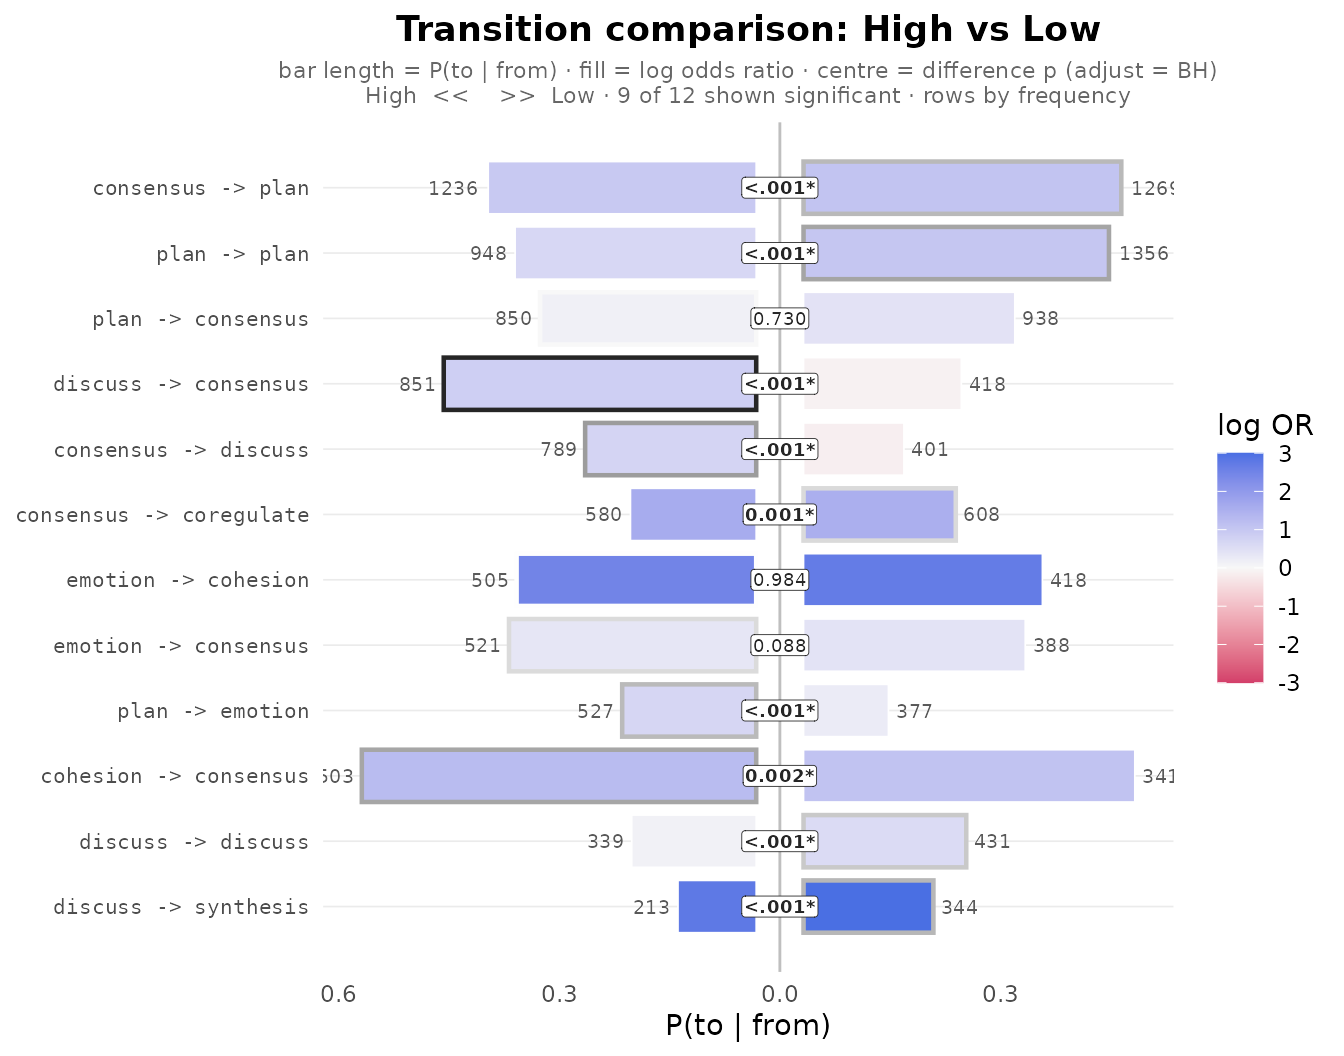 Transition comparison: High vs Low
bar length = P(to | from) · fill = log odds ratio · centre = difference p (adjust = BH)
High << >> Low · 9 of 12 shown significant · rows by frequency
consensus -> plan 1236 <.001* 1269
plan -> plan 948 <.001* 1356
plan -> consensus 850 0.730 938
discuss -> consensus 851 <.001* 418
consensus -> discuss 789 <.001* 401
consensus -> coregulate 580 0.001* 608
emotion -> cohesion 505 0.984 418
emotion -> consensus 521 0.088 388
plan -> emotion 527 <.001* 377
cohesion -> consensus 503 0.002* 341
discuss -> discuss 339 <.001* 431
discuss -> synthesis 213 <.001* 344
0.6 0.3 0.0 0.3
P(to | from)
log OR
3
2
1
0
-1
-2
-3